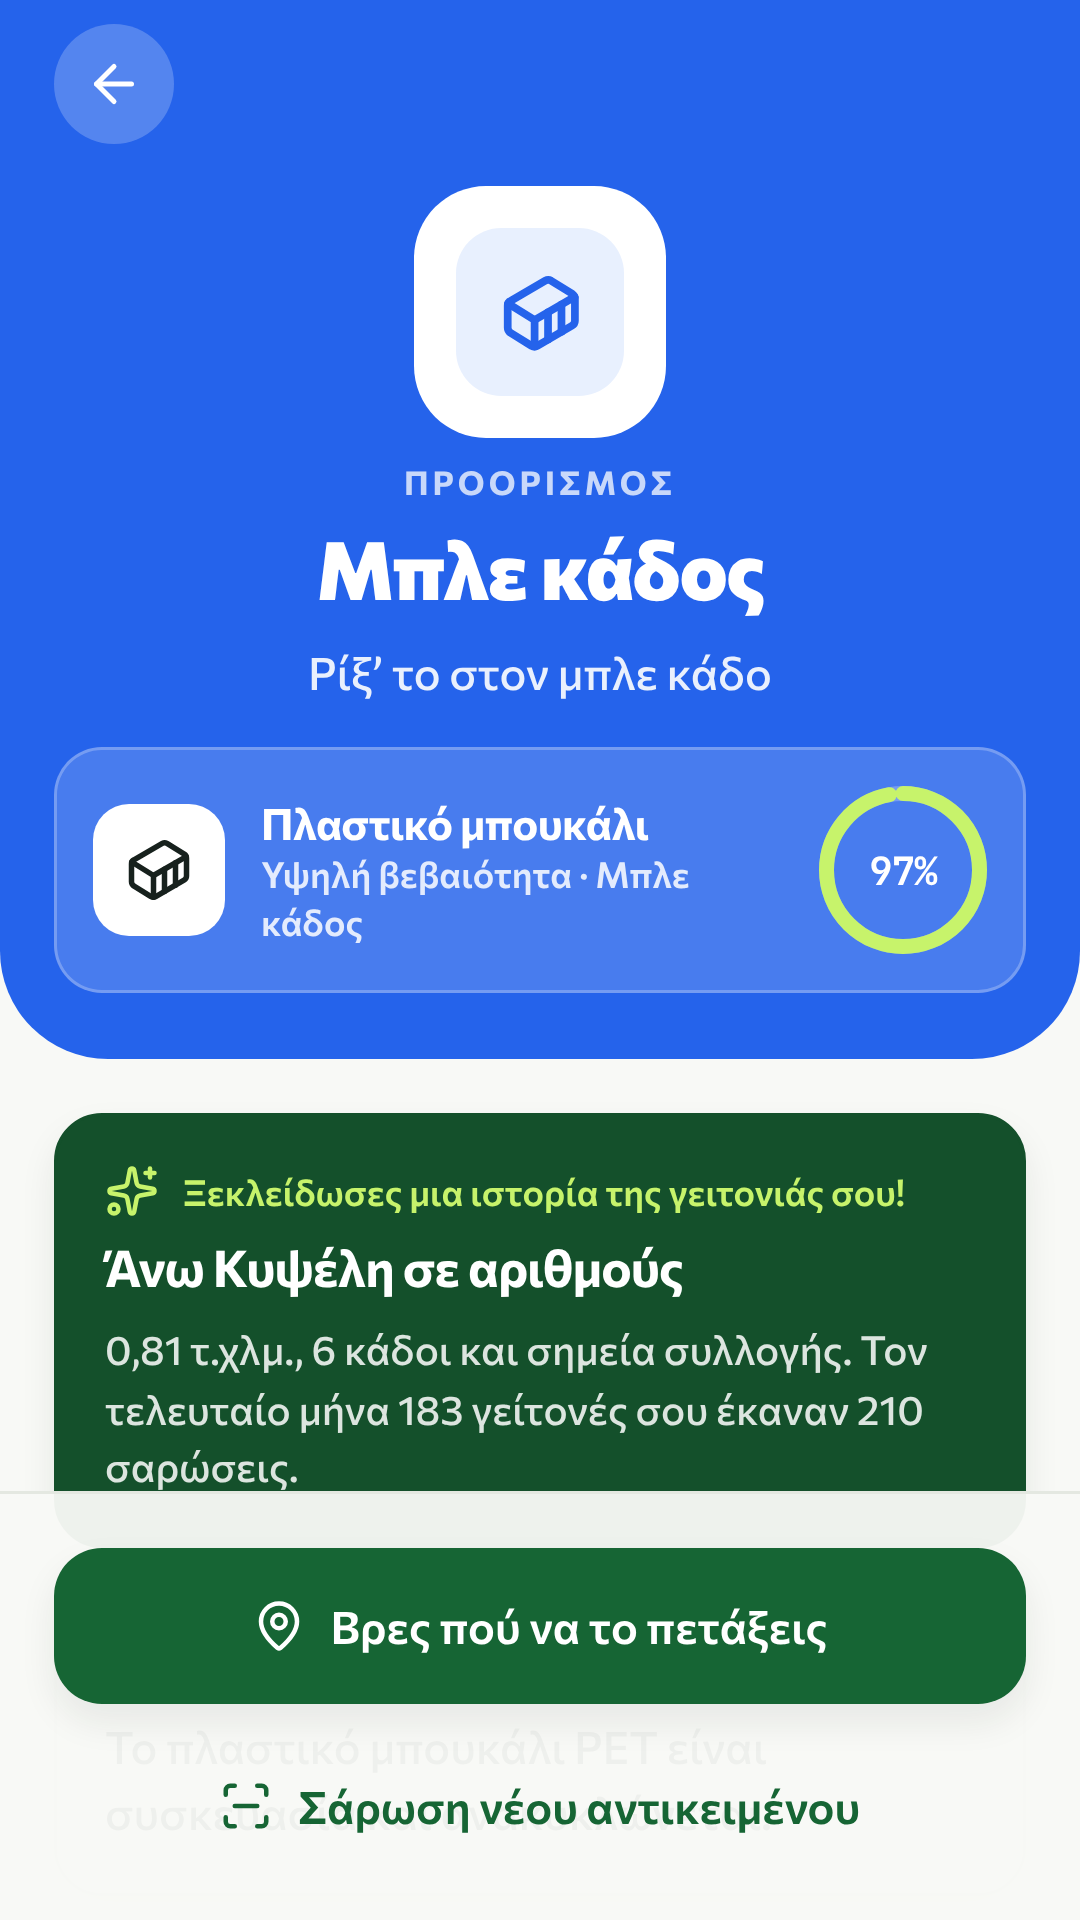 ΠΡΟΟΡΙΣΜΟΣ
Μπλε κάδος
Ρίξ’ το στον μπλε κάδο
Πλαστικό μπουκάλι
Υψηλή βεβαιότητα · Μπλε
κάδος
97%
Ξεκλείδωσες μια ιστορία της γειτονιάς σου!
Άνω Κυψέλη σε αριθμούς
0,81 τ.χλμ., 6 κάδοι και σημεία συλλογής. Τον
τελευταίο μήνα 183 γείτονές σου έκαναν 210
σαρώσεις.
Βρες πού να το πετάξεις
Το πλαστικό μπουκάλι PET είναι
Σάρωση νέου αντικειμένου